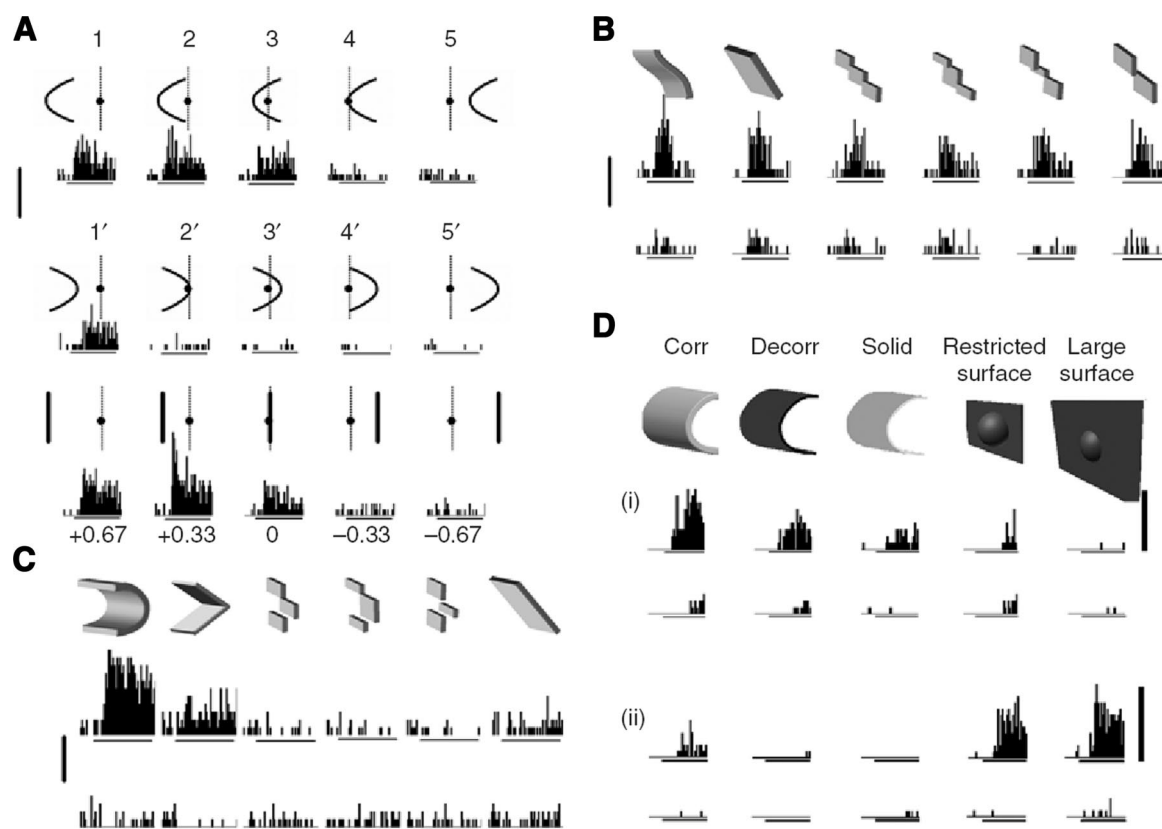 A
1 2 3 4 5
1′ 2′ 3′ 4′ 5′
+0.67 +0.33 0 −0.33 −0.67
B
C
D
Corr Decorr Solid Restricted surface Large surface
(i)
(ii)